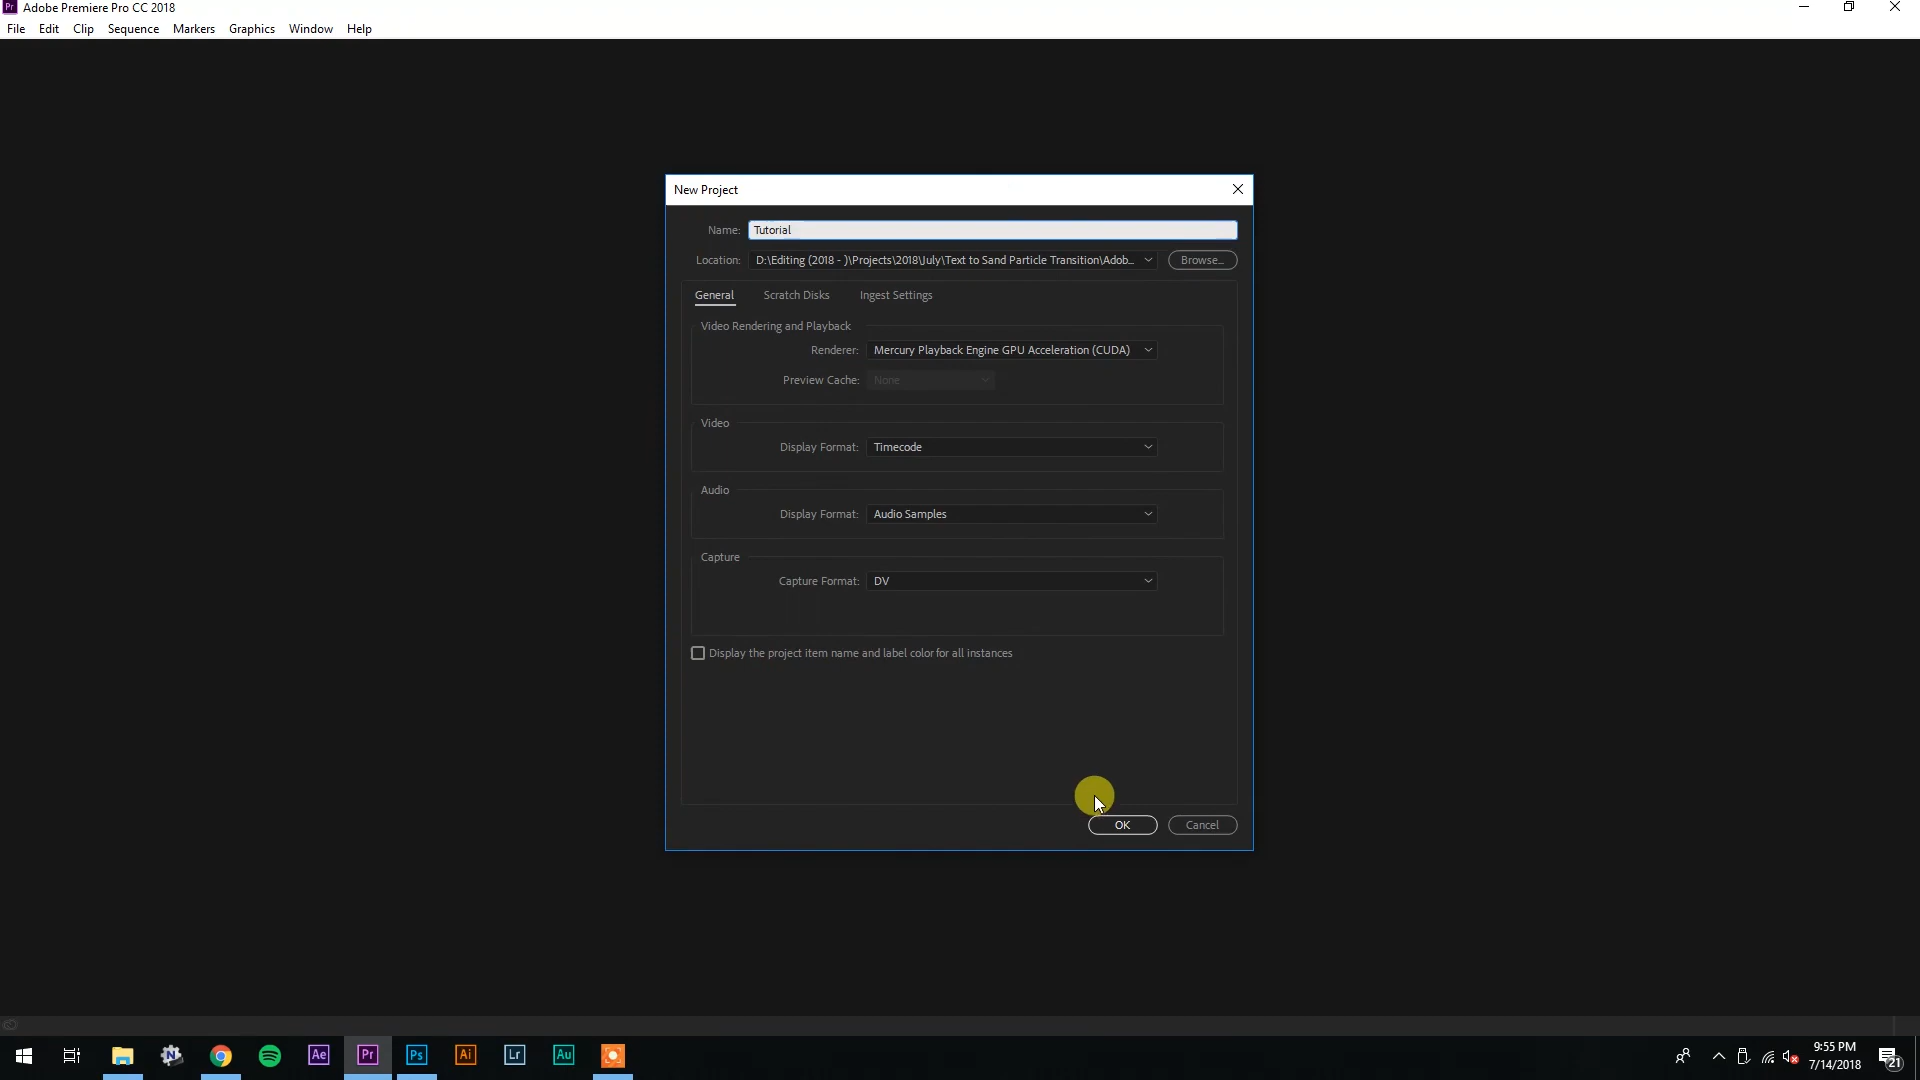 Pr Adobe Premiere Pro CC 2018
File Edit Clip Sequence Markers Graphics Window Help
New Project
Name: Tutorial
Location: D:\Editing (2018 - )\Projects\2018\July\Text to Sand Particle Transition\Adob... Browse...
General Scratch Disks Ingest Settings
Video Rendering and Playback
Renderer: Mercury Playback Engine GPU Acceleration (CUDA)
Preview Cache: None
Video
Display Format: Timecode
Audio
Display Format: Audio Samples
Capture
Capture Format: DV
Display the project item name and label color for all instances
OK Cancel
N Ae Pr Ps Ai Lr Au
9:55 PM
7/14/2018
21